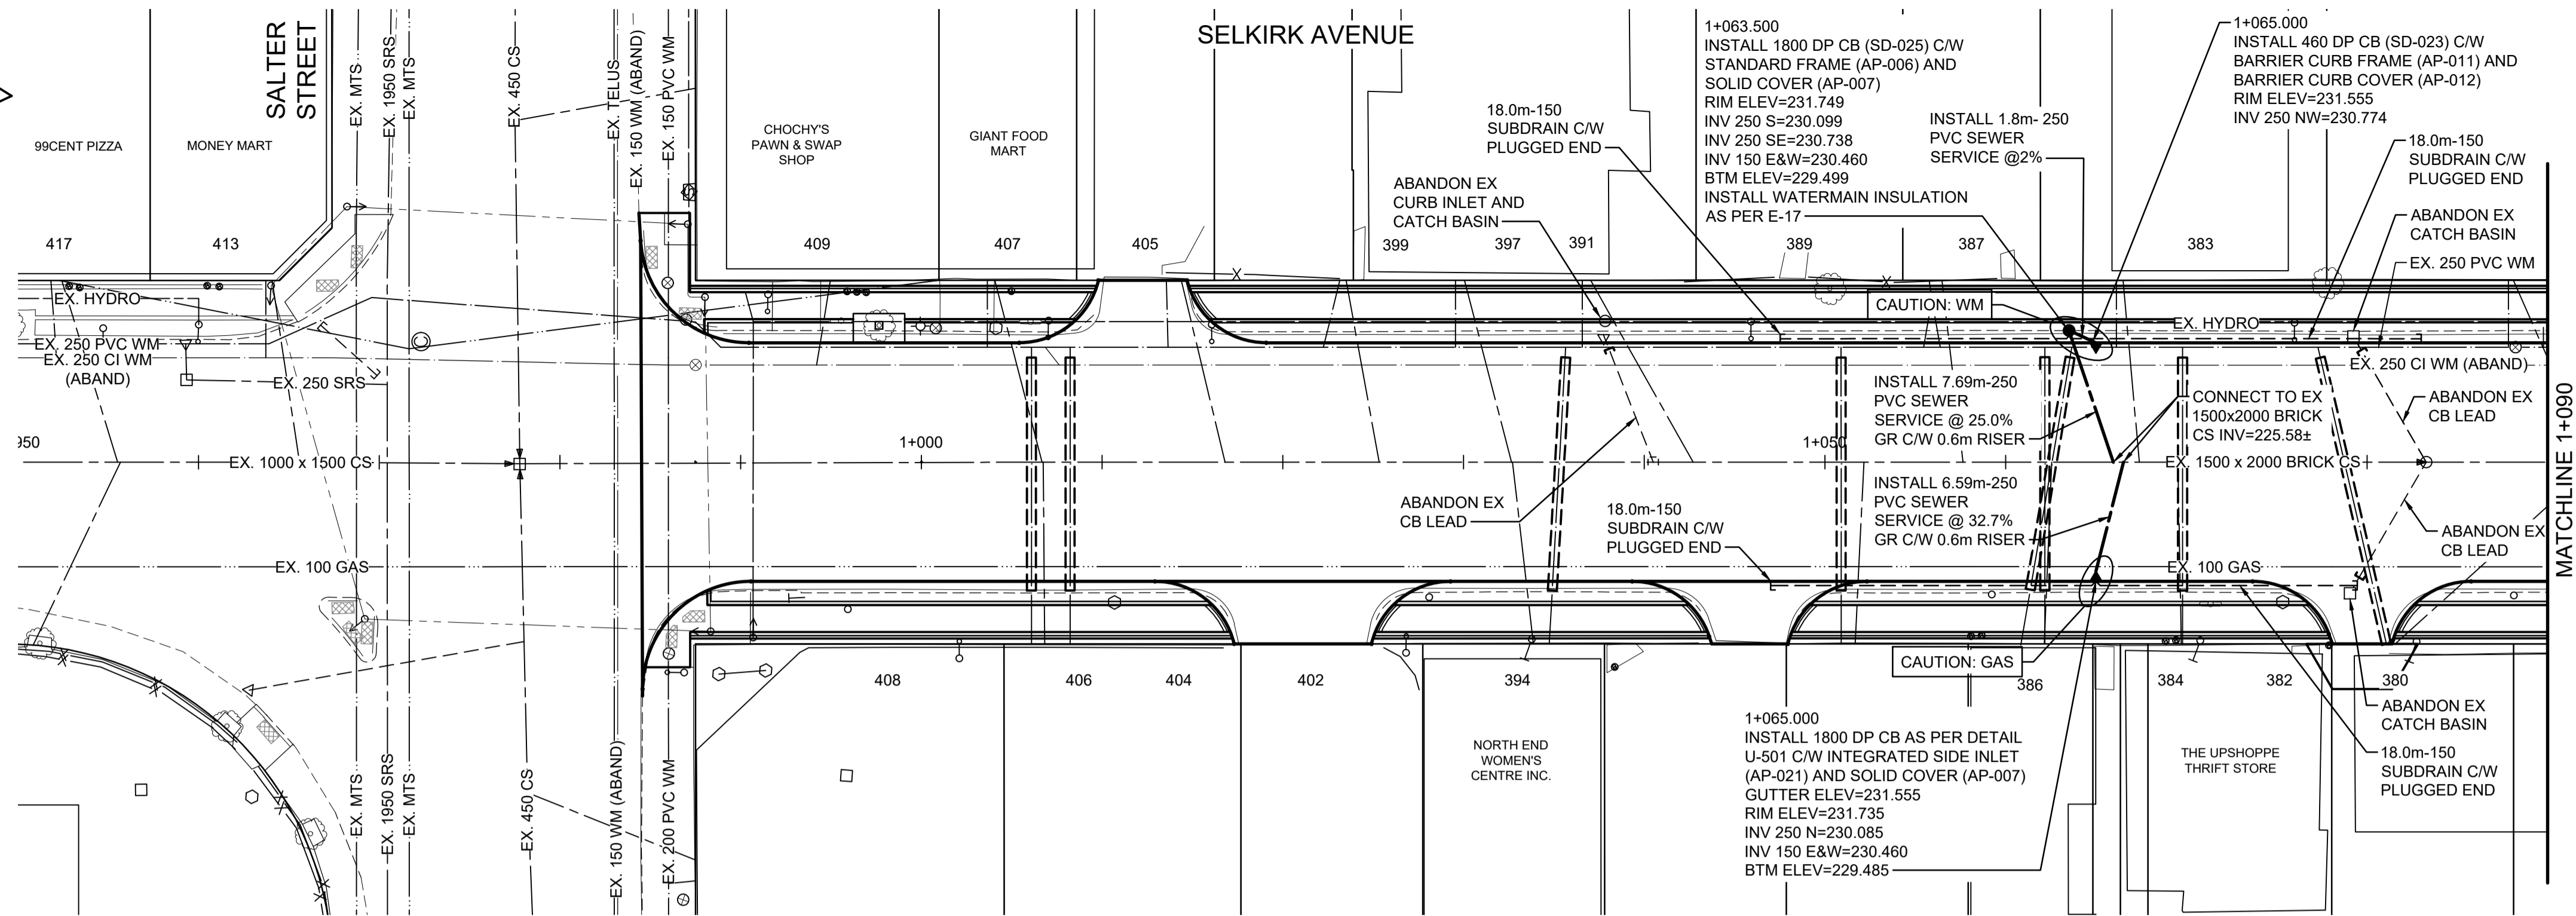 SALTER
STREET
SELKIRK AVENUE
EX. MTS
EX. 1950 SRS
EX. MTS
EX. 450 CS
EX. TELUS
EX. 150 WM (ABAND)
EX. 150 PVC WM
99CENT PIZZA
MONEY MART
CHOCHY'S
PAWN & SWAP
SHOP
GIANT FOOD
MART
417
413
409
407
405
399
397
391
389
387
383
18.0m-150
SUBDRAIN C/W
PLUGGED END
ABANDON EX
CURB INLET AND
CATCH BASIN
1+063.500
INSTALL 1800 DP CB (SD-025) C/W
STANDARD FRAME (AP-006) AND
SOLID COVER (AP-007)
RIM ELEV=231.749
INV 250 S=230.099
INV 250 SE=230.738
INV 150 E&W=230.460
BTM ELEV=229.499
INSTALL WATERMAIN INSULATION
AS PER E-17
INSTALL 1.8m- 250
PVC SEWER
SERVICE @2%
1+065.000
INSTALL 460 DP CB (SD-023) C/W
BARRIER CURB FRAME (AP-011) AND
BARRIER CURB COVER (AP-012)
RIM ELEV=231.555
INV 250 NW=230.774
18.0m-150
SUBDRAIN C/W
PLUGGED END
ABANDON EX
CATCH BASIN
EX. 250 PVC WM
CAUTION: WM
EX. HYDRO
EX. HYDRO
EX. 250 PVC WM
EX. 250 CI WM
(ABAND)
EX. 250 SRS
EX. 250 CI WM (ABAND)
INSTALL 7.69m-250
PVC SEWER
SERVICE @ 25.0%
GR C/W 0.6m RISER
CONNECT TO EX
1500x2000 BRICK
CS INV=225.58±
ABANDON EX
CB LEAD
950
1+000
1+050
EX. 1000 x 1500 CS
EX. 1500 x 2000 BRICK CS
INSTALL 6.59m-250
PVC SEWER
SERVICE @ 32.7%
GR C/W 0.6m RISER
ABANDON EX
CB LEAD
18.0m-150
SUBDRAIN C/W
PLUGGED END
ABANDON EX
CB LEAD
EX. 100 GAS
EX. 100 GAS
MATCHLINE 1+090
CAUTION: GAS
408
406
404
402
394
386
384
382
380
ABANDON EX
CATCH BASIN
18.0m-150
SUBDRAIN C/W
PLUGGED END
NORTH END
WOMEN'S
CENTRE INC.
THE UPSHOPPE
THRIFT STORE
1+065.000
INSTALL 1800 DP CB AS PER DETAIL
U-501 C/W INTEGRATED SIDE INLET
(AP-021) AND SOLID COVER (AP-007)
GUTTER ELEV=231.555
RIM ELEV=231.735
INV 250 N=230.085
INV 150 E&W=230.460
BTM ELEV=229.485
EX. MTS
EX. 1950 SRS
EX. MTS
EX. 450 CS
EX. 150 WM (ABAND)
EX. 200 PVC WM